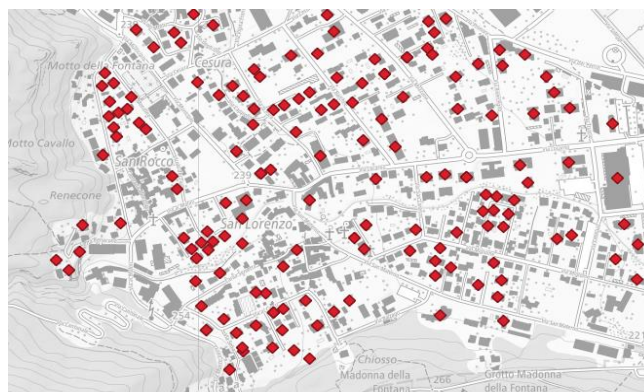 Motto della Fontana
Cesura
Motto Cavallo
San Rocco
Renecone
239
San Lorenzo
254
Chiosso
Madonna della
Fontana
266
Grotto Madonna
della Fontana